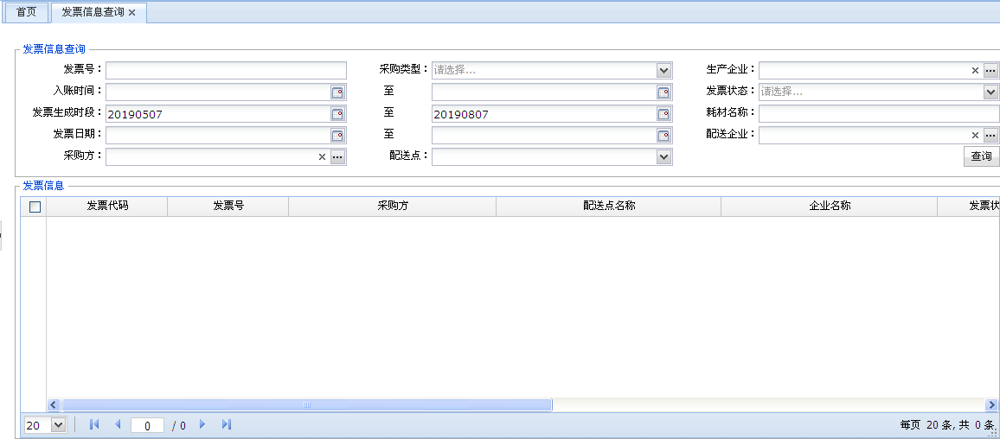 首页 发票信息查询
发票信息查询
发票号： 采购类型： 请选择... 生产企业：
入账时间： 至 发票状态： 请选择...
发票生成时段： 20190507 至 20190807 耗材名称：
发票日期： 至 配送企业：
采购方： 配送点： 查询
发票信息
发票代码 发票号 采购方 配送点名称 企业名称 发票状
20 0 / 0 每页 20 条, 共 0 条